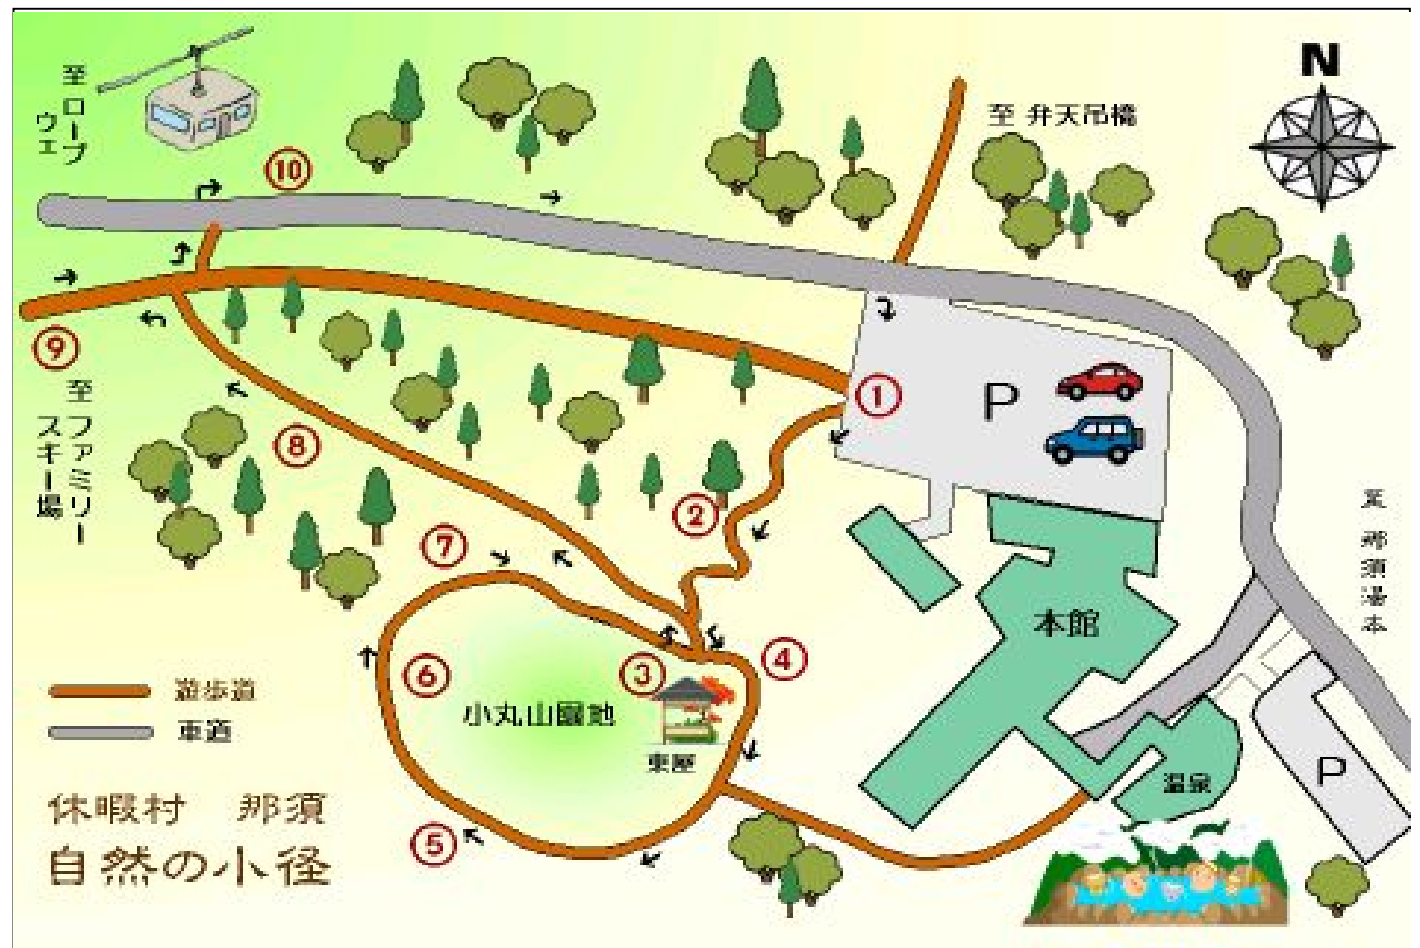 至 ロープ
ウェ
⑩
至 弁天吊橋
N
⑨
至 ファミリー
スキー場
①
P
⑧
②
⑦
至 那須湯本
本館
③
④
⑥
小丸山園地
東屋
遊歩道
車道
温泉
P
休暇村 那須
⑤
自然の小径